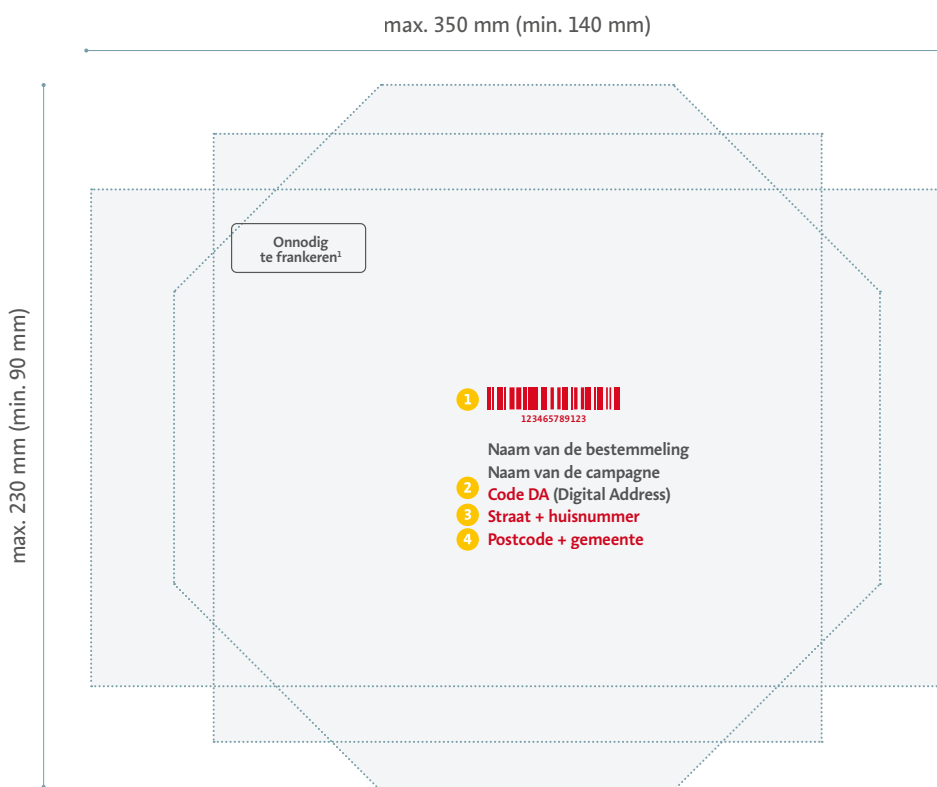 max. 350 mm (min. 140 mm)
max. 230 mm (min. 90 mm)
Onnodig
te frankeren¹
1
123465789123
Naam van de bestemmeling
Naam van de campagne
2 Code DA (Digital Address)
3 Straat + huisnummer
4 Postcode + gemeente